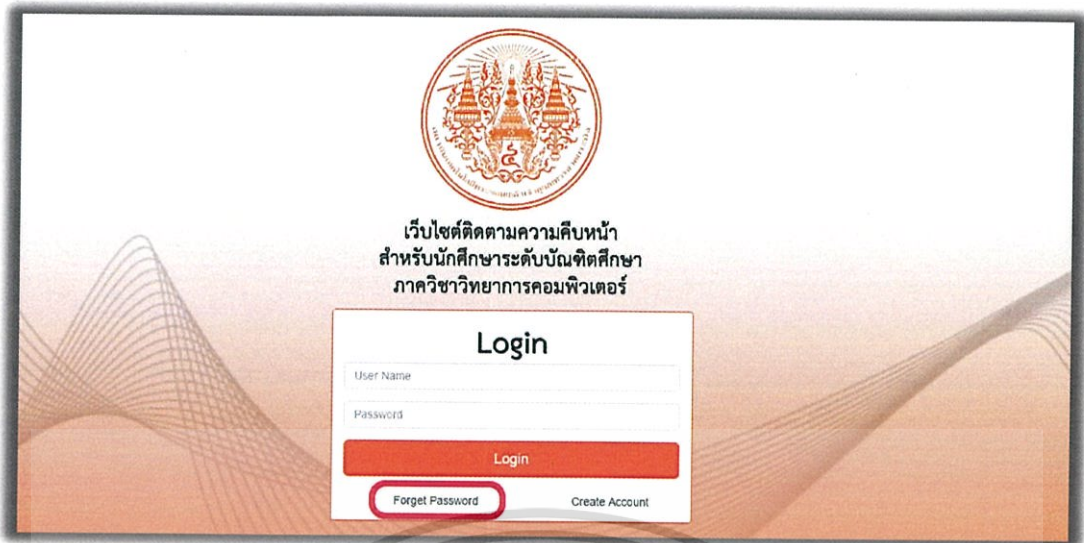 เว็บไซต์ติดตามความคืบหน้า
สำหรับนักศึกษาระดับบัณฑิตศึกษา
ภาควิชาวิทยาการคอมพิวเตอร์
Login
User Name
Password
Login
Forget Password
Create Account